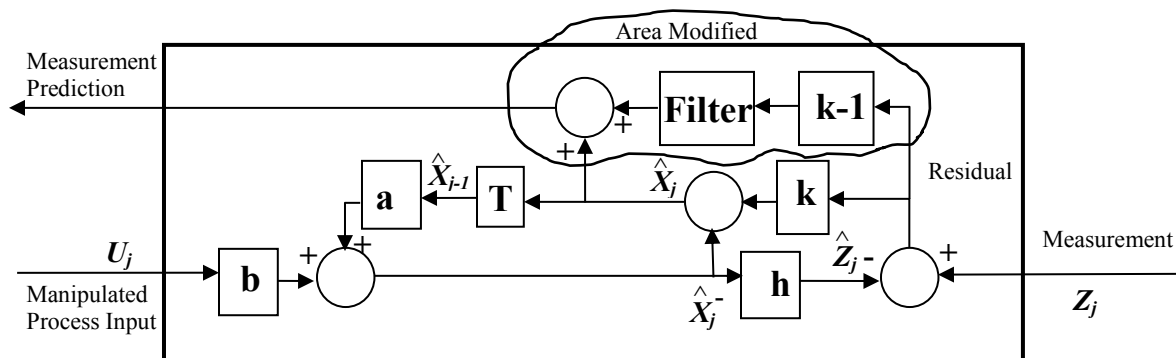 Area Modified
Measurement
Prediction
Filter
k-1
+
+
Residual
a
X̂j-1
T
X̂j
k
Uj
+
+
Ẑj-
+
Measurement
b
h
X̂j-
Manipulated
Process Input
Zj